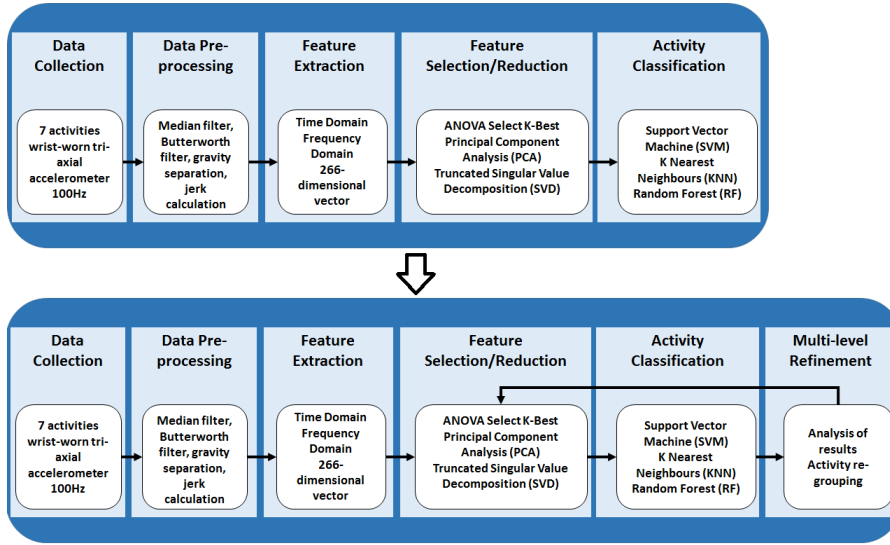 Data
Collection
Data Pre-
processing
Feature
Extraction
Feature
Selection/Reduction
Activity
Classification
7 activities
wrist-worn tri-
axial
accelerometer
100Hz
Median filter,
Butterworth
filter, gravity
separation,
jerk
calculation
Time Domain
Frequency
Domain
266-
dimensional
vector
ANOVA Select K-Best
Principal Component
Analysis (PCA)
Truncated Singular Value
Decomposition (SVD)
Support Vector
Machine (SVM)
K Nearest
Neighbours (KNN)
Random Forest (RF)
Data
Collection
Data Pre-
processing
Feature
Extraction
Feature
Selection/Reduction
Activity
Classification
Multi-level
Refinement
7 activities
wrist-worn tri-
axial
accelerometer
100Hz
Median filter,
Butterworth
filter, gravity
separation,
jerk
calculation
Time Domain
Frequency
Domain
266-
dimensional
vector
ANOVA Select K-Best
Principal Component
Analysis (PCA)
Truncated Singular Value
Decomposition (SVD)
Support Vector
Machine (SVM)
K Nearest
Neighbours (KNN)
Random Forest (RF)
Analysis of
results
Activity re-
grouping